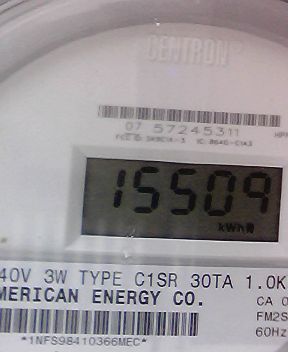 CENTRON
07 57245311
15509
kWh
40V 3W TYPE C1SR 30TA 1.0K
MERICAN ENERGY CO.
CA 0
FM2S
60Hz
*1NFS98410366MEC*